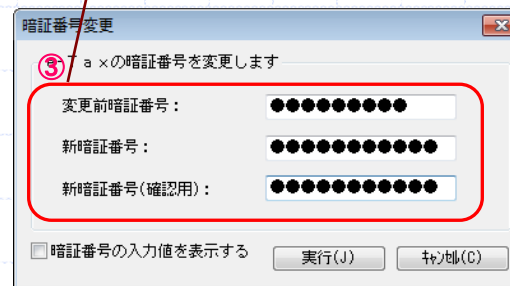 暗証番号変更
③
e-Taxの暗証番号を変更します
変更前暗証番号： ●●●●●●●●●
新暗証番号： ●●●●●●●●●●●
新暗証番号(確認用)： ●●●●●●●●●●●
暗証番号の入力値を表示する 実行(J) ｷｬﾝｾﾙ(C)